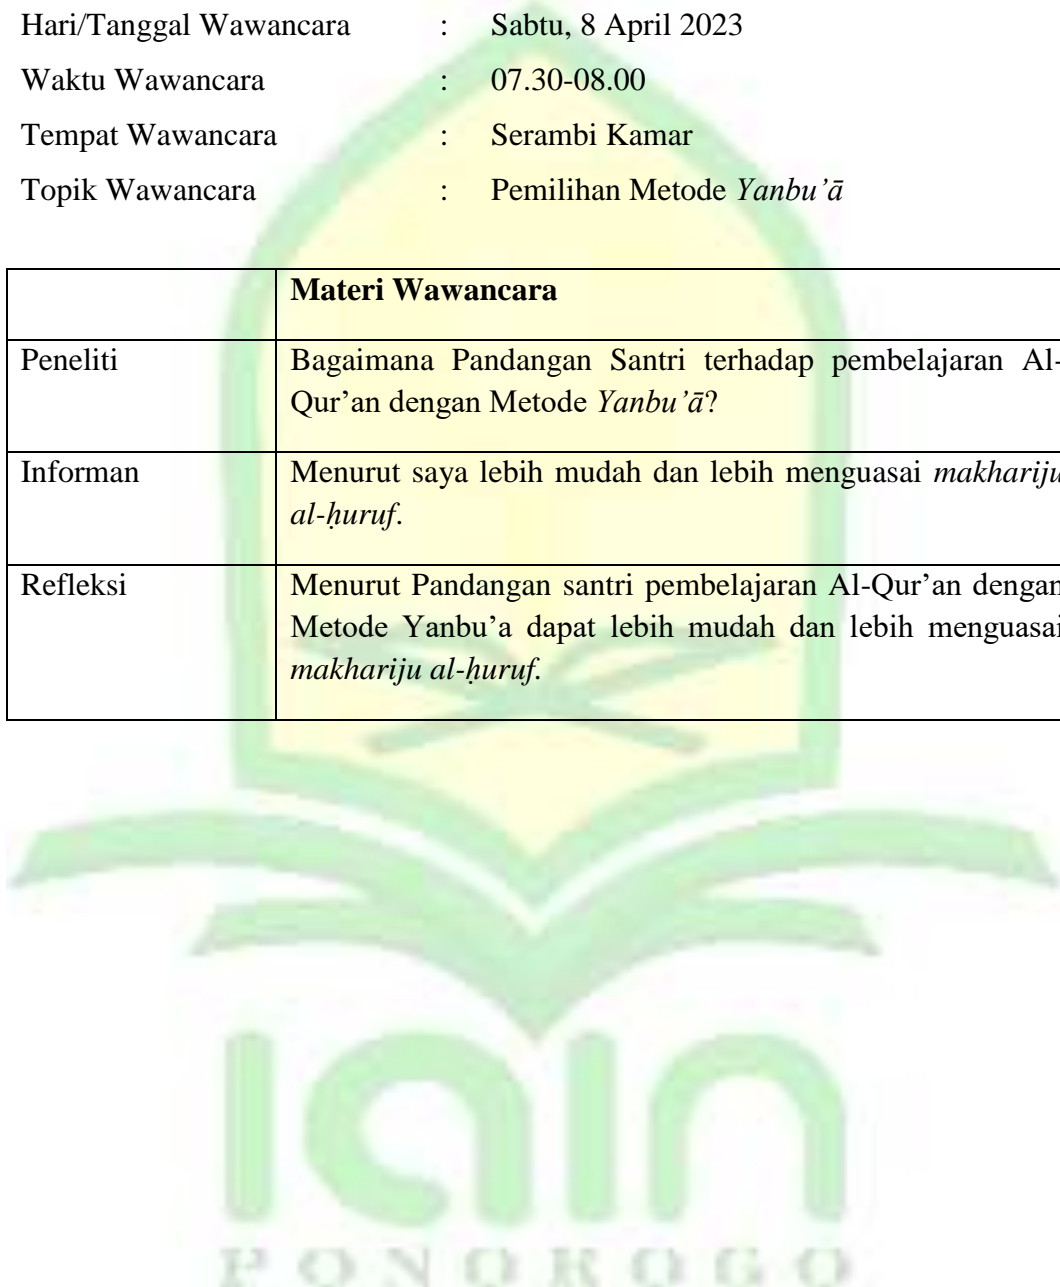 Hari/Tanggal Wawancara : Sabtu, 8 April 2023
Waktu Wawancara : 07.30-08.00
Tempat Wawancara : Serambi Kamar
Topik Wawancara : Pemilihan Metode Yanbu’ā
Materi Wawancara
Peneliti Bagaimana Pandangan Santri terhadap pembelajaran Al-
Qur’an dengan Metode Yanbu’ā?
Informan Menurut saya lebih mudah dan lebih menguasai makhariju
al-ḥuruf.
Refleksi Menurut Pandangan santri pembelajaran Al-Qur’an dengan
Metode Yanbu’a dapat lebih mudah dan lebih menguasai
makhariju al-ḥuruf.
iain
PONOROGO